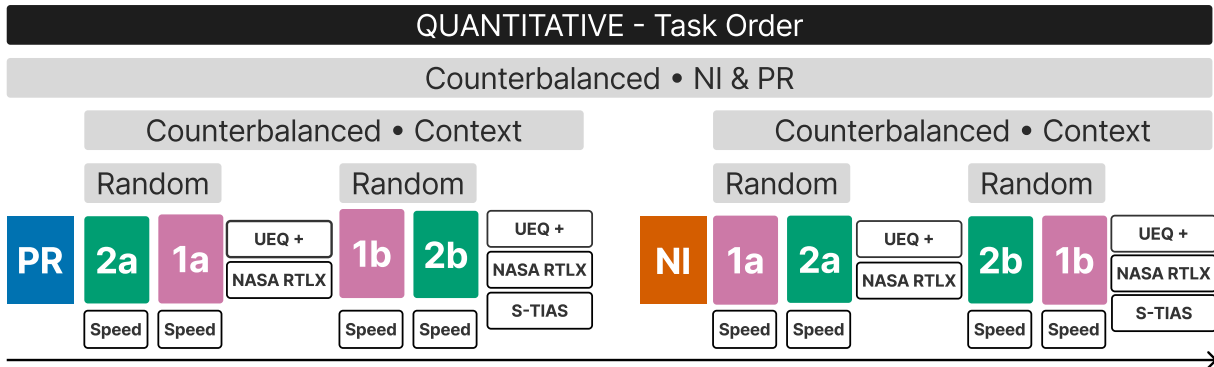 QUANTITATIVE - Task Order
Counterbalanced • NI & PR
Counterbalanced • Context
Counterbalanced • Context
Random
Random
Random
Random
PR
2a
1a
UEQ +
NASA RTLX
1b
2b
UEQ +
NASA RTLX
S-TIAS
NI
1a
2a
UEQ +
NASA RTLX
2b
1b
UEQ +
NASA RTLX
S-TIAS
Speed
Speed
Speed
Speed
Speed
Speed
Speed
Speed